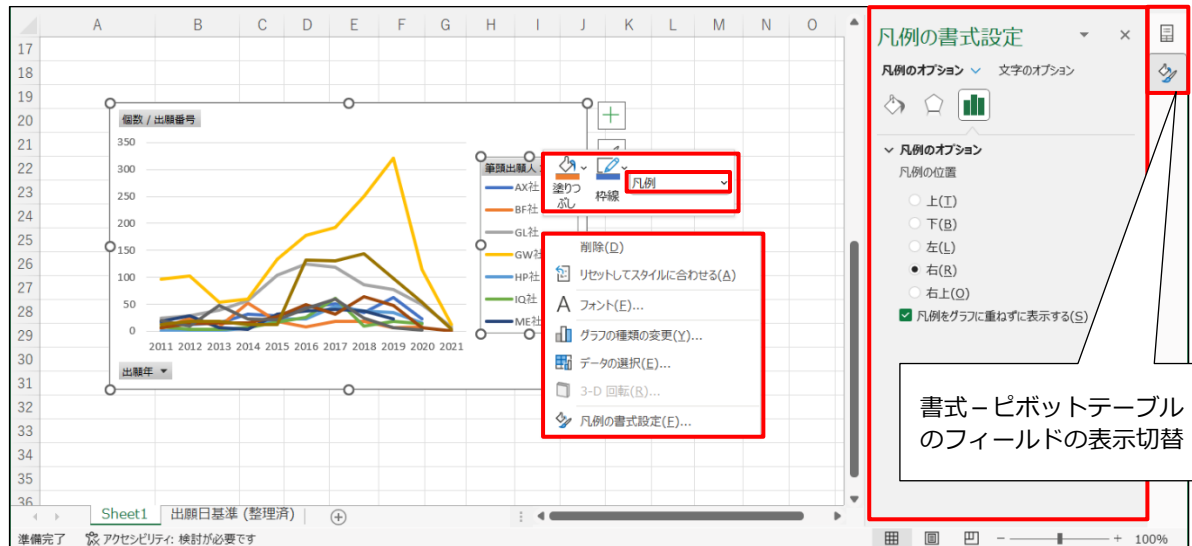 A B C D E F G H I J K L M N O
17
18
19
20
21
22
23
24
25
26
27
28
29
30
31
32
33
34
35
36
個数 / 出願番号
350
300
250
200
150
100
50
0
2011 2012 2013 2014 2015 2016 2017 2018 2019 2020 2021
出願年
筆頭出願人
AX社
BF社
GL社
GW社
HP社
IQ社
ME社
塗りつぶし
枠線
凡例
削除(D)
リセットしてスタイルに合わせる(A)
フォント(F)...
グラフの種類の変更(Y)...
データの選択(E)...
3-D 回転(R)...
凡例の書式設定(F)...
凡例の書式設定
凡例のオプション 文字のオプション
凡例のオプション
凡例の位置
上(T)
下(B)
左(L)
右(R)
右上(O)
凡例をグラフに重ねずに表示する(S)
書式 – ピボットテーブル
のフィールドの表示切替
Sheet1 出願日基準 (整理済)
準備完了 アクセシビリティ: 検討が必要です
100%